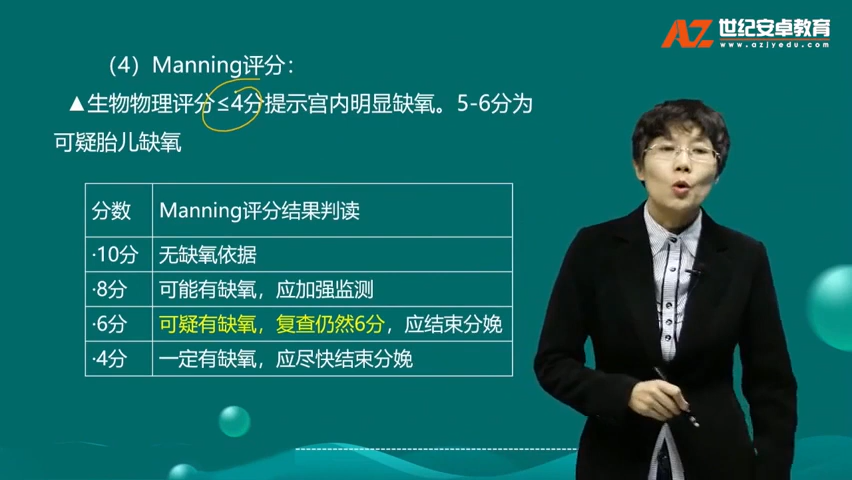 AZ 世纪安卓教育
www.azjyedu.com
（4）Manning评分：
▲生物物理评分≤4分提示宫内明显缺氧。5-6分为
可疑胎儿缺氧
分数 Manning评分结果判读
·10分 无缺氧依据
·8分 可能有缺氧，应加强监测
·6分 可疑有缺氧，复查仍然6分，应结束分娩
·4分 一定有缺氧，应尽快结束分娩